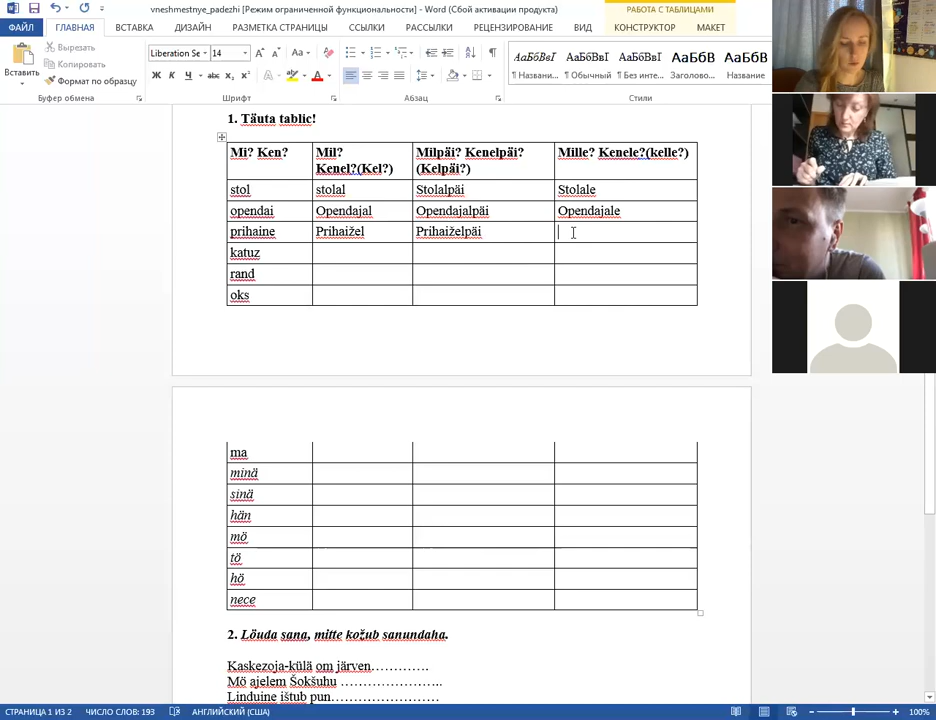 vneshmestnye_padezhi [Режим ограниченной функциональности] - Word (Сбой активации продукта)
РАБОТА С ТАБЛИЦАМИ
ФАЙЛ ГЛАВНАЯ ВСТАВКА ДИЗАЙН РАЗМЕТКА СТРАНИЦЫ ССЫЛКИ РАССЫЛКИ РЕЦЕНЗИРОВАНИЕ ВИД КОНСТРУКТОР МАКЕТ
Вставить
Вырезать
Копировать
Формат по образцу
Буфер обмена
Liberation Se 14
Ж К Ч abc x₂ x²
Шрифт
Абзац
АаБбВвІ АаБбВвІ АаБбВвІ АаБбВ АаБбВ
¶ Названи... ¶ Обычный ¶ Без инте... Заголово... Название
Стили
1. Täuta tablic!
Mi? Ken? Mil? Kenel?(Kel?) Milpäi? Kenelpäi? (Kelpäi?) Mille? Kenele?(kelle?)
stol stolal Stolalpäi Stolale
opendai Opendajal Opendajalpäi Opendajale
prihaine Prihaižel Prihaiželpäi
katuz
rand
oks
ma
minä
sinä
hän
mö
tö
hö
nece
2. Löuda sana, mitte kožub sanundaha.
Kaskezoja-külä om järven………….
Mö ajelem Šokšuhu …………………..
Linduine ištub pun……………………
СТРАНИЦА 1 ИЗ 2 ЧИСЛО СЛОВ: 193 АНГЛИЙСКИЙ (США) 100%